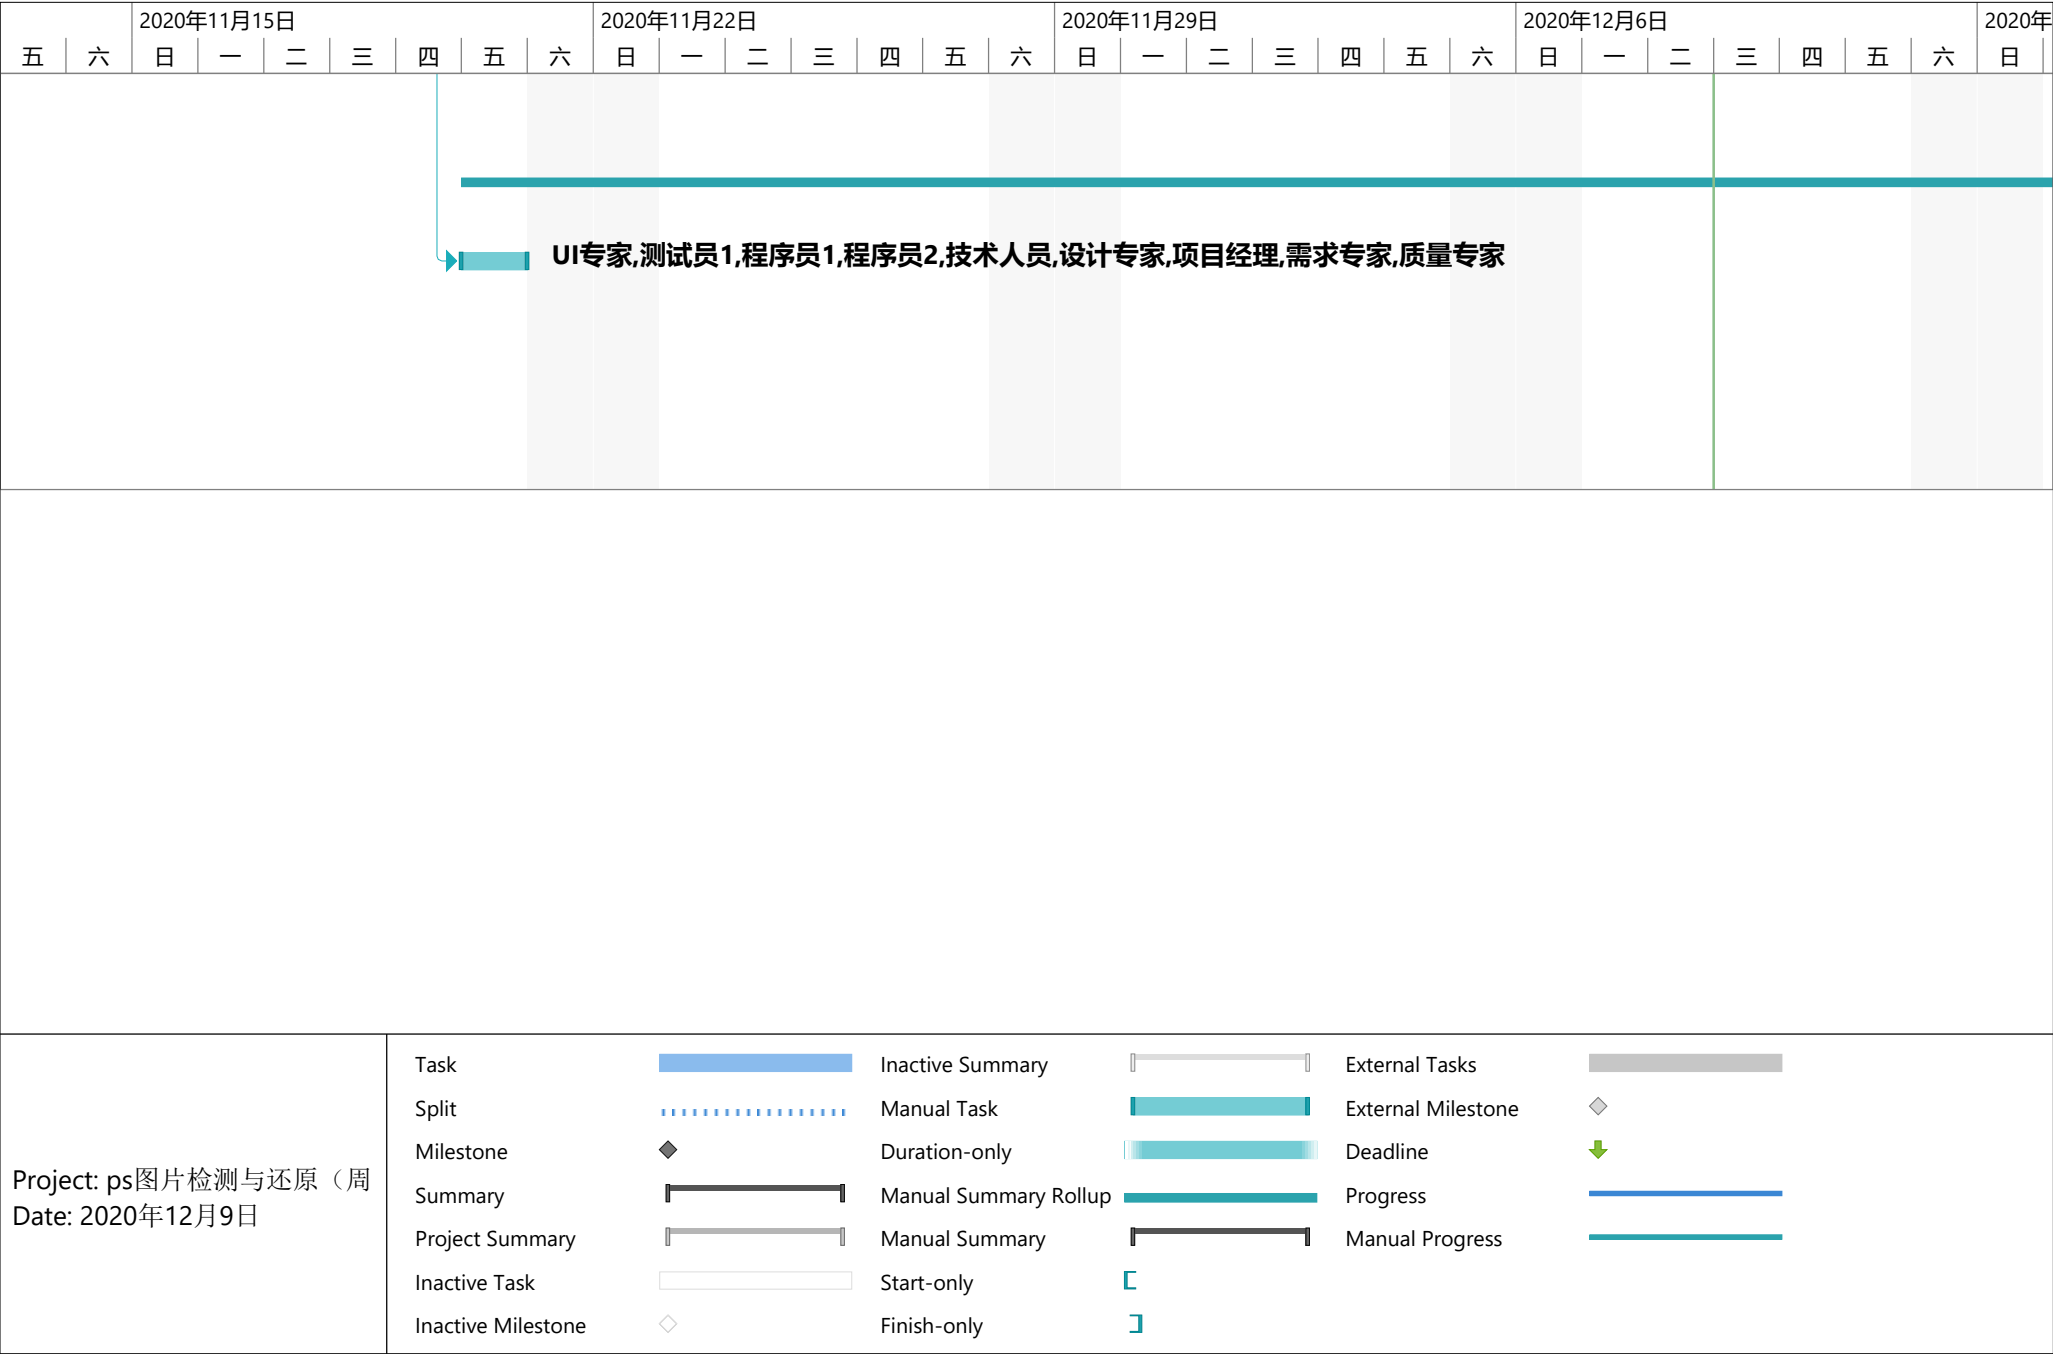 2020年11月15日 2020年11月22日 2020年11月29日 2020年12月6日 2020年
五 六 日 一 二 三 四 五 六 日 一 二 三 四 五 六 日 一 二 三 四 五 六 日 一 二 三 四 五 六 日
UI专家,测试员1,程序员1,程序员2,技术人员,设计专家,项目经理,需求专家,质量专家
Project: ps图片检测与还原（周
Date: 2020年12月9日
Task
Split
Milestone
Summary
Project Summary
Inactive Task
Inactive Milestone
Inactive Summary
Manual Task
Duration-only
Manual Summary Rollup
Manual Summary
Start-only
Finish-only
External Tasks
External Milestone
Deadline
Progress
Manual Progress